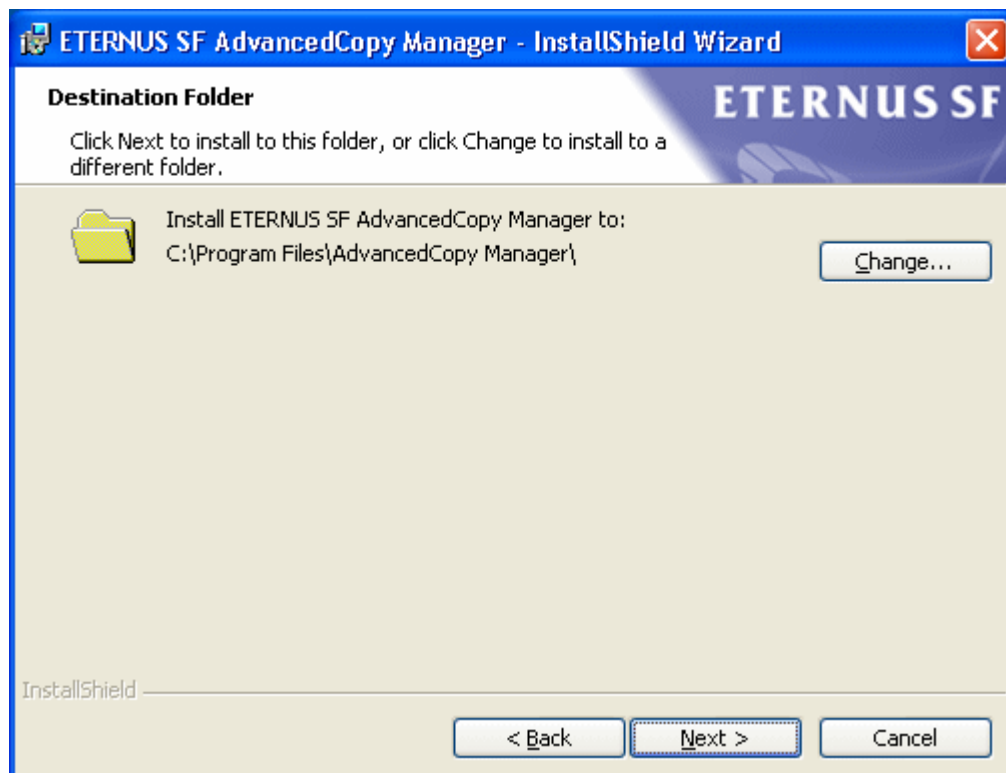 ETERNUS SF AdvancedCopy Manager - InstallShield Wizard
Destination Folder
ETERNUS SF
Click Next to install to this folder, or click Change to install to a
different folder.
Install ETERNUS SF AdvancedCopy Manager to:
C:\Program Files\AdvancedCopy Manager\
Change...
InstallShield
< Back
Next >
Cancel